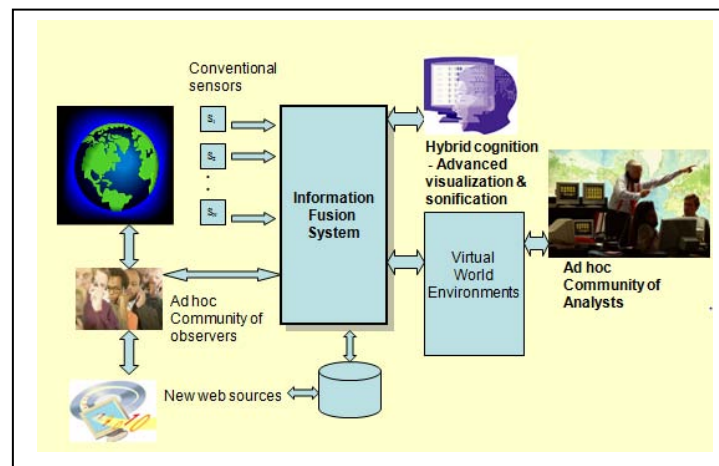 Conventional
sensors
S₁
S₂
Information
Fusion
System
Hybrid cognition
- Advanced
visualization &
sonification
Virtual
World
Environments
Ad hoc
Community of
Analysts
Ad hoc
Community of
observers
New web sources